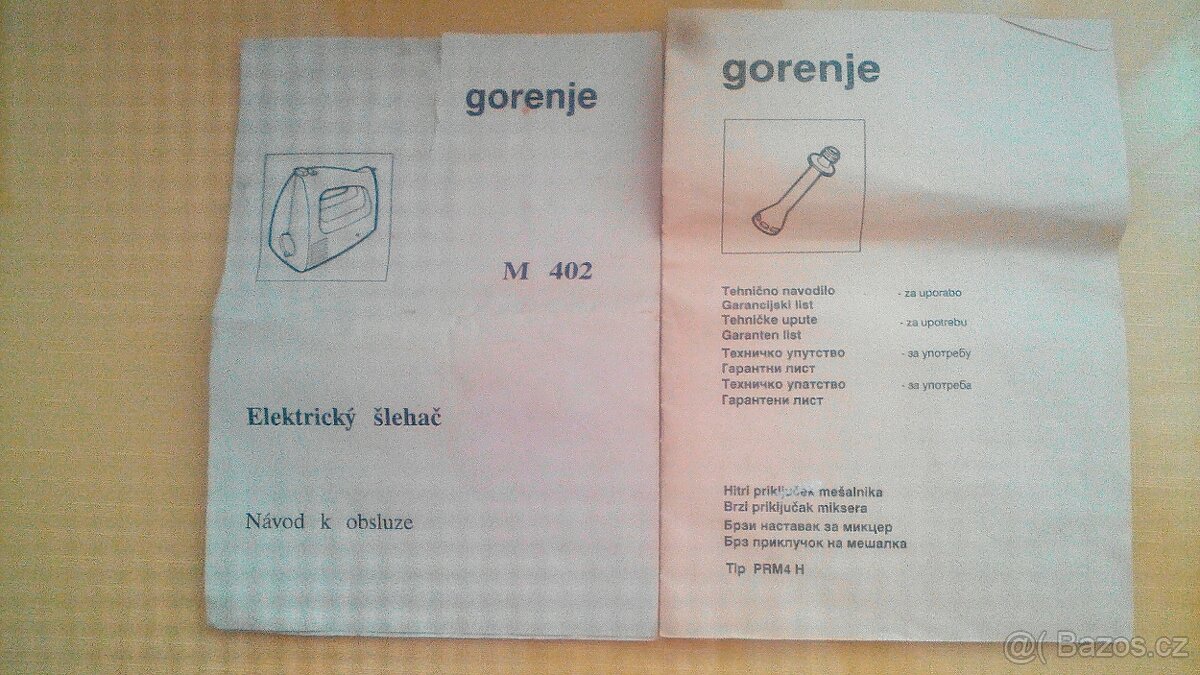 gorenje
M 402
Elektrický šlehač
Návod k obsluze
gorenje
Tehnično navodilo - za uporabo
Garancijski list
Tehničke upute - za upotrebu
Garanten list
Техничко упутство - за употребу
Гарантни лист
Техничко упатство - за употреба
Гарантени лист
Hitri priključek mešalnika
Brzi priključak miksera
Брзи наставак за миксер
Брз приклучок на мешалка
Tip PRM4 H
@( Bazos.cz